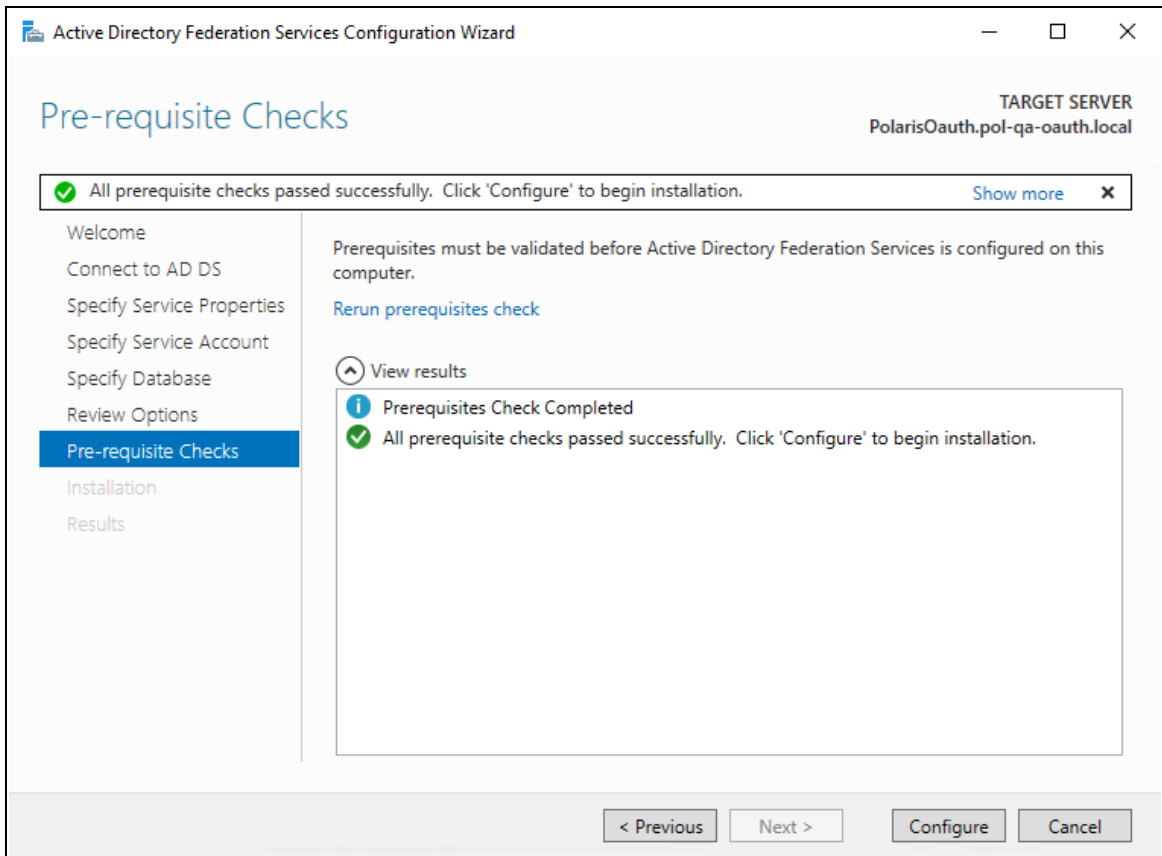 Active Directory Federation Services Configuration Wizard
Pre-requisite Checks
TARGET SERVER
PolarisOauth.pol-qa-oauth.local
All prerequisite checks passed successfully. Click 'Configure' to begin installation.
Show more
Welcome
Connect to AD DS
Specify Service Properties
Specify Service Account
Specify Database
Review Options
Pre-requisite Checks
Installation
Results
Prerequisites must be validated before Active Directory Federation Services is configured on this
computer.
Rerun prerequisites check
View results
Prerequisites Check Completed
All prerequisite checks passed successfully. Click 'Configure' to begin installation.
< Previous
Next >
Configure
Cancel